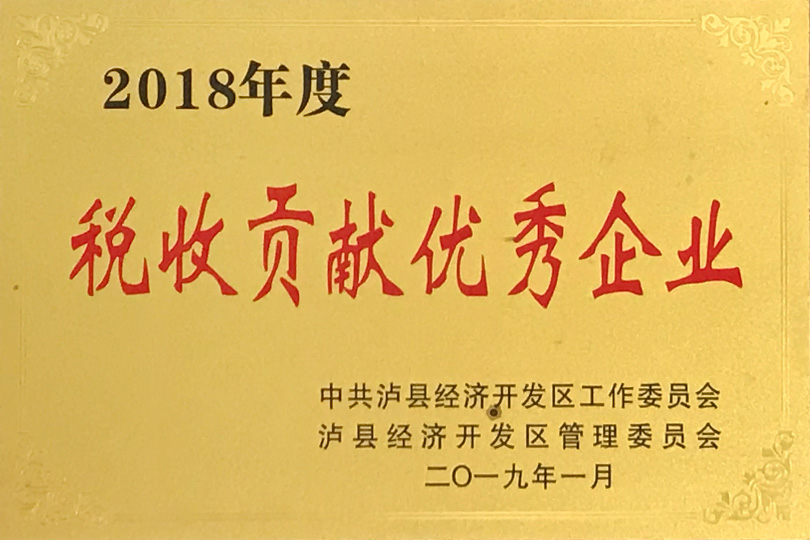 2018年度
税收贡献优秀企业
中共泸县经济开发区工作委员会
泸县经济开发区管理委员会
二〇一九年一月